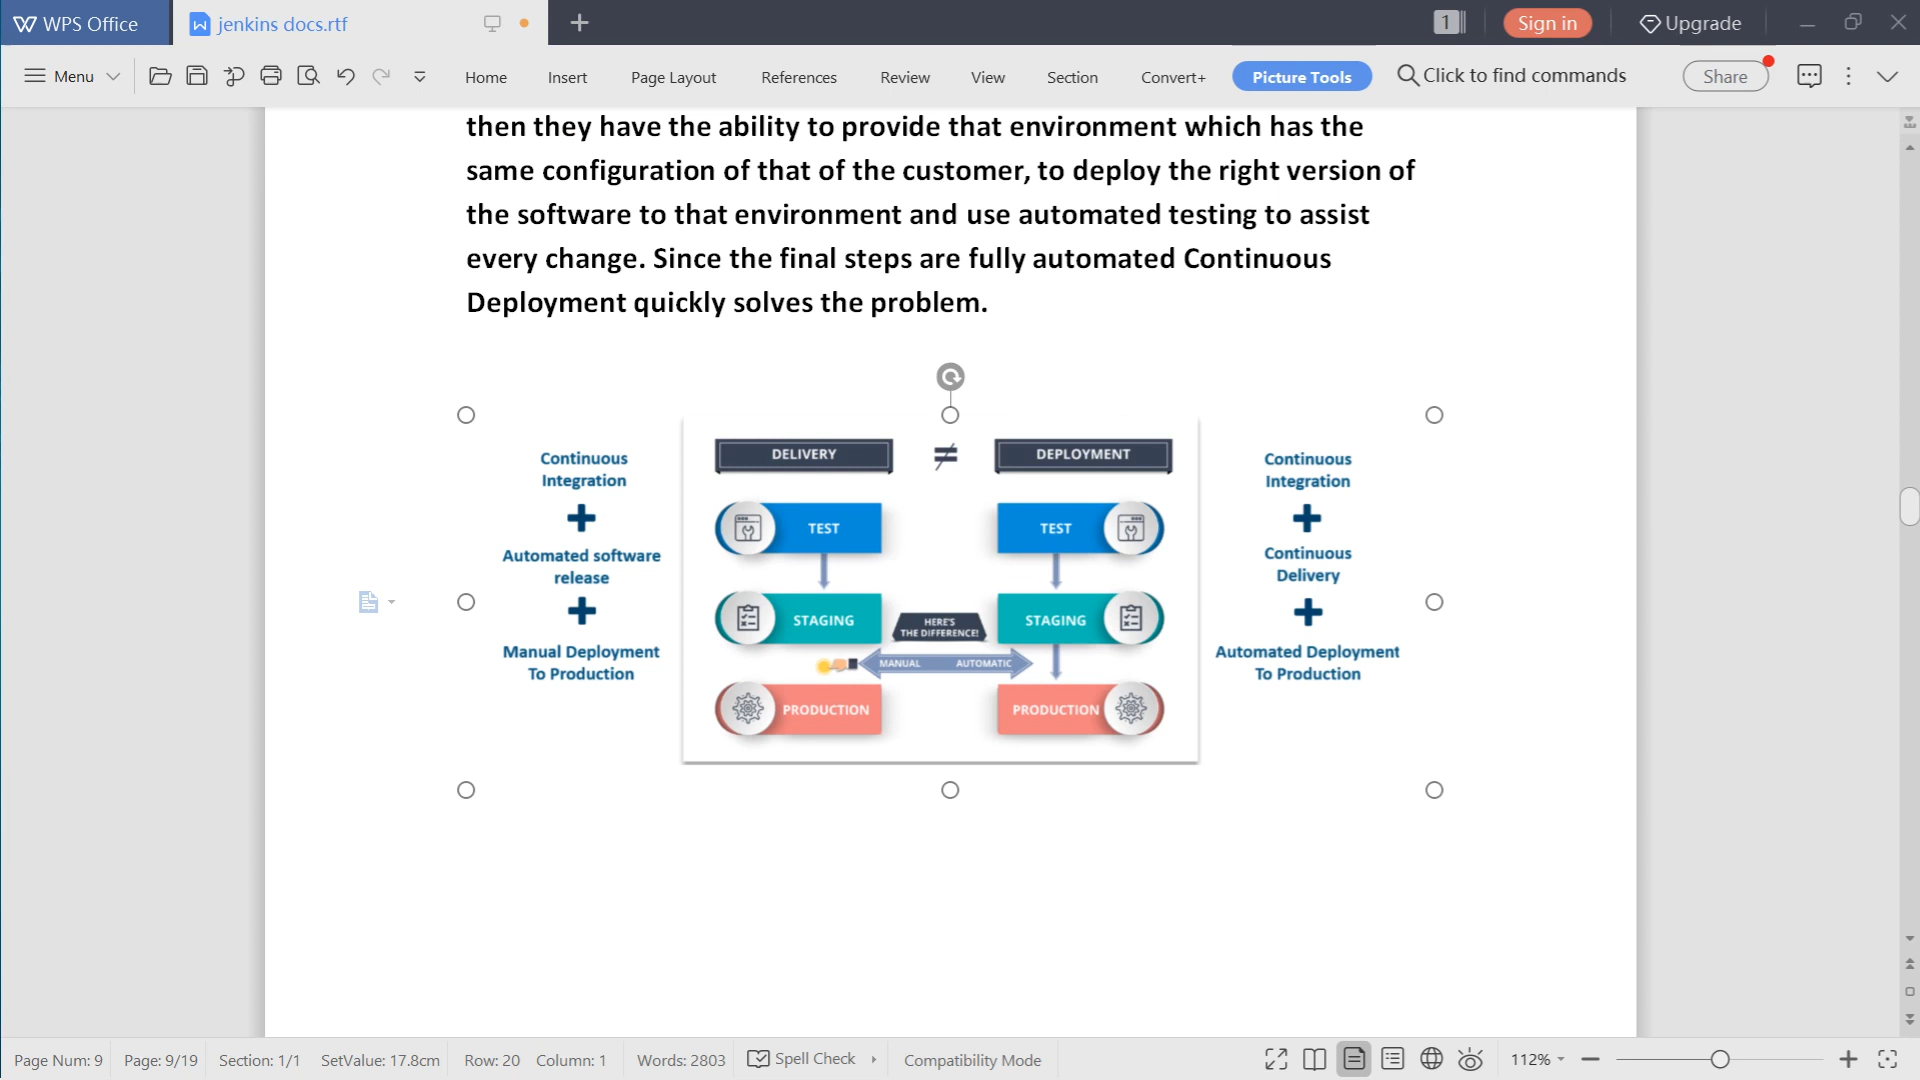 WPS Office
jenkins docs.rtf
1
Sign in
Upgrade
Menu
Home
Insert
Page Layout
References
Review
View
Section
Convert+
Picture Tools
Click to find commands
Share
then they have the ability to provide that environment which has the
same configuration of that of the customer, to deploy the right version of
the software to that environment and use automated testing to assist
every change. Since the final steps are fully automated Continuous
Deployment quickly solves the problem.
Continuous
Integration
Automated software
release
Manual Deployment
To Production
DELIVERY
≠
DEPLOYMENT
TEST
TEST
STAGING
HERE'S
THE DIFFERENCE!
STAGING
MANUAL
AUTOMATIC
PRODUCTION
PRODUCTION
Continuous
Integration
Continuous
Delivery
Automated Deployment
To Production
Page Num: 9
Page: 9/19
Section: 1/1
SetValue: 17.8cm
Row: 20
Column: 1
Words: 2803
Spell Check
Compatibility Mode
112%